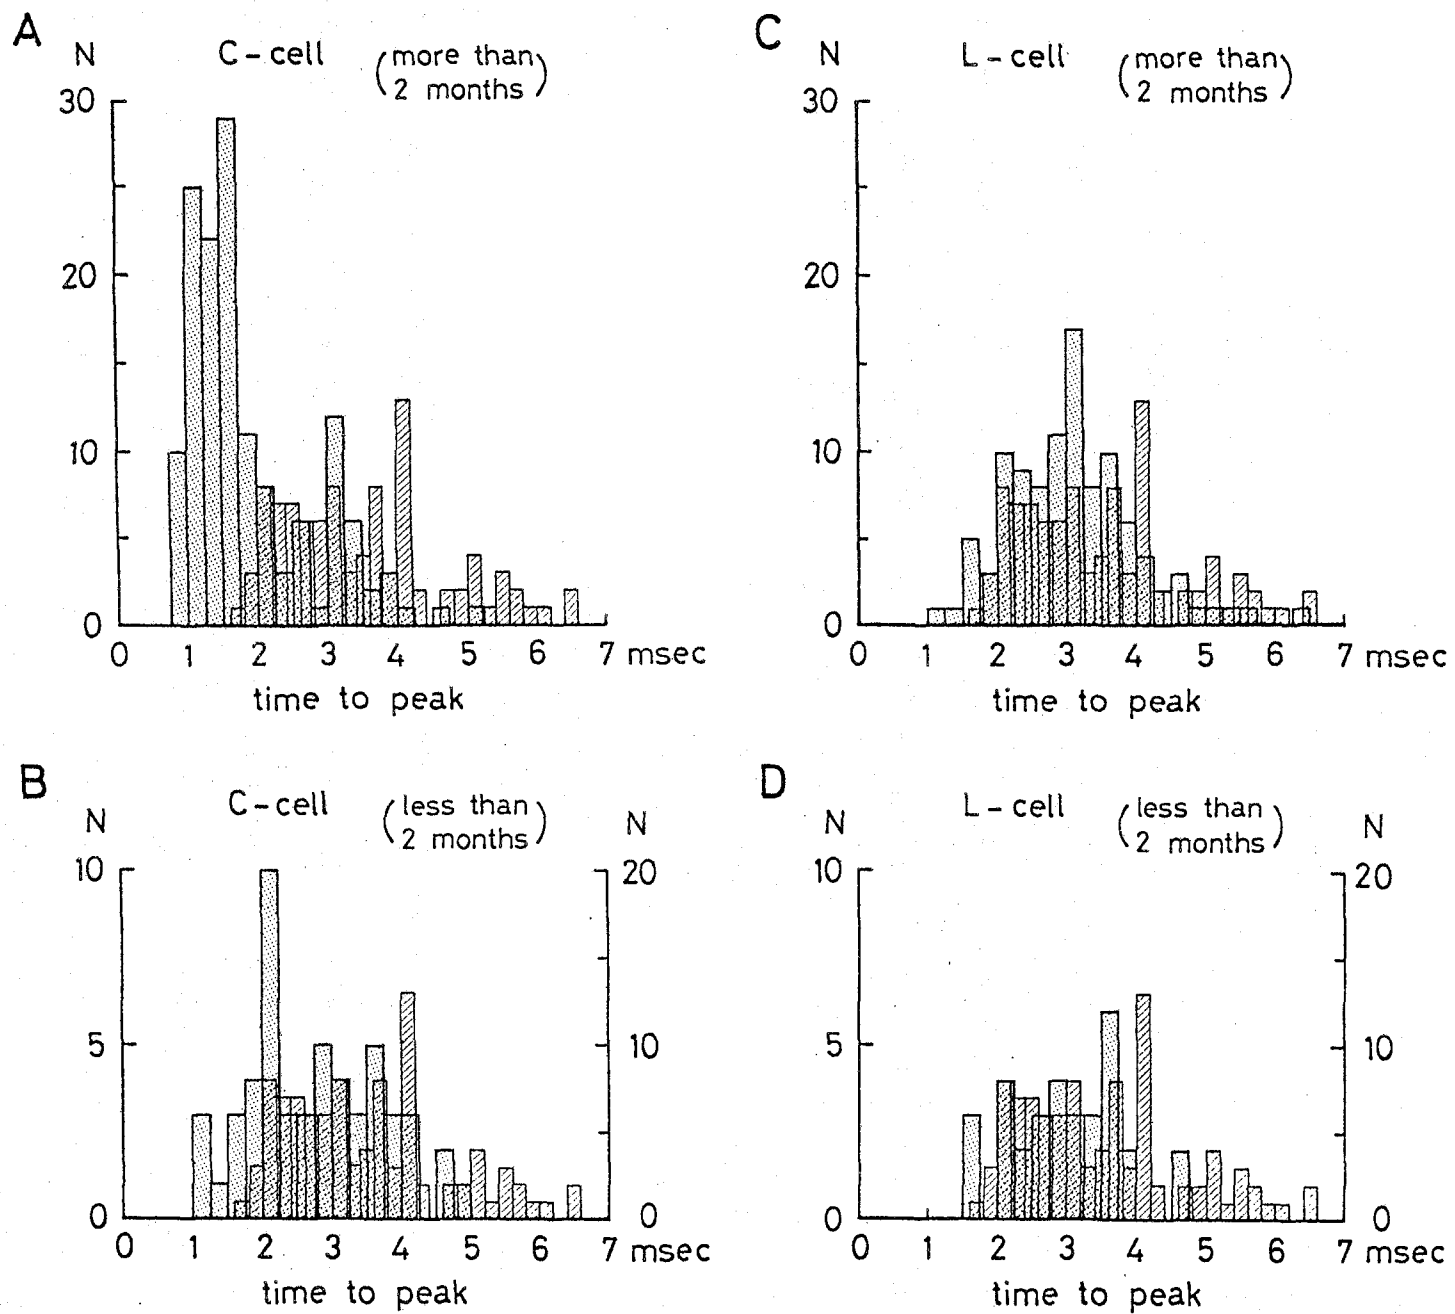 A
N
C-cell (more than
2 months)
30
20
10
0
0 1 2 3 4 5 6 7 msec
time to peak
C
N
L-cell (more than
2 months)
30
20
10
0
0 1 2 3 4 5 6 7 msec
time to peak
B
N
C-cell (less than
2 months)
N
10
5
0
20
10
0
0 1 2 3 4 5 6 7 msec
time to peak
D
N
L-cell (less than
2 months)
N
10
5
0
20
10
0
0 1 2 3 4 5 6 7 msec
time to peak